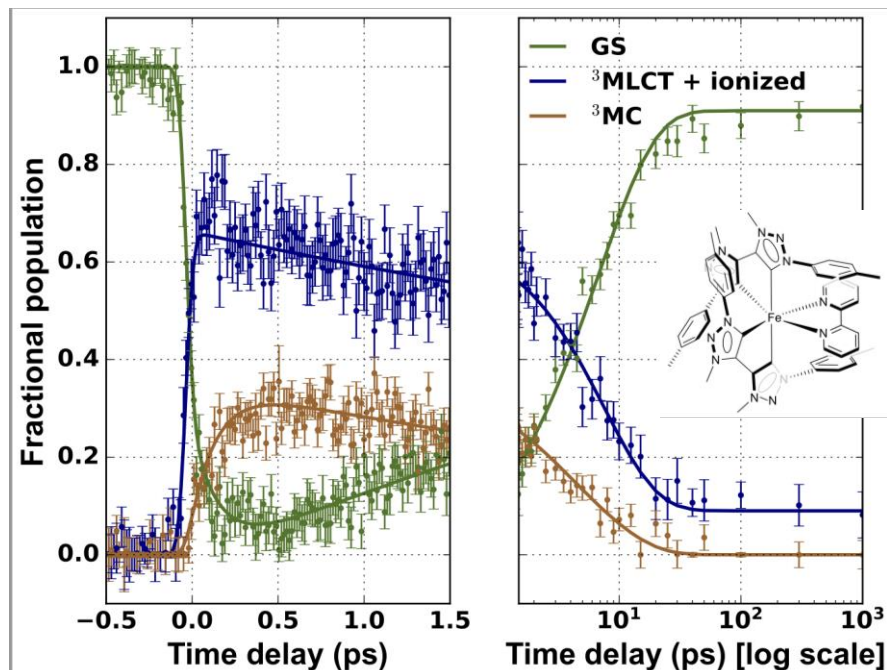 GS
³MLCT + ionized
³MC
Fractional population
1.0
0.8
0.6
0.4
0.2
0.0
−0.5 0.0 0.5 1.0 1.5
10¹ 10² 10³
Time delay (ps)
Time delay (ps) [log scale]
N N N
N
N
Fe
N
N
N N
N
N
N N